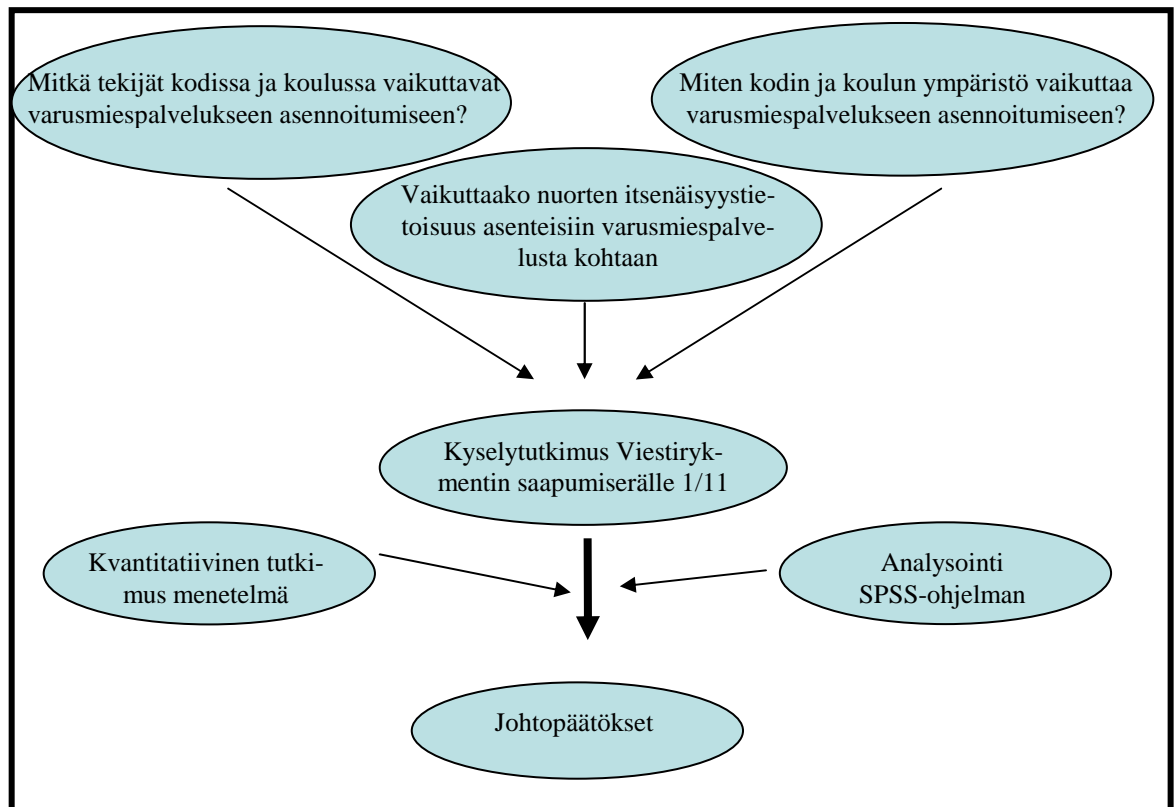 Mitkä tekijät kodissa ja koulussa vaikuttavat
varusmiespalvelukseen asennoitumiseen?
Miten kodin ja koulun ympäristö vaikuttaa
varusmiespalvelukseen asennoitumiseen?
Vaikuttaako nuorten itsenäisyystie-
toisuus asenteisiin varusmiespalve-
lusta kohtaan
Kyselytutkimus Viestiryk-
mentin saapumiserälle 1/11
Kvantitatiivinen tutki-
mus menetelmä
Analysointi
SPSS-ohjelman
Johtopäätökset